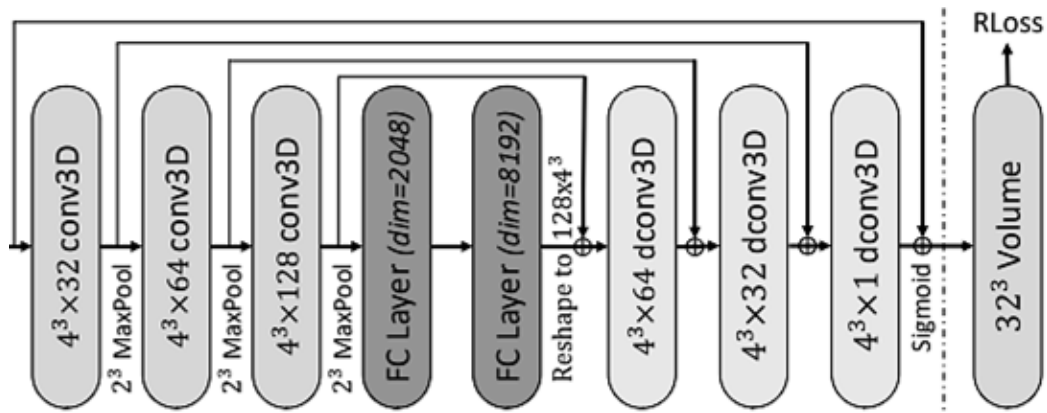 RLoss
4³×32 conv3D
2³ MaxPool
4³×64 conv3D
2³ MaxPool
4³×128 conv3D
2³ MaxPool
FC Layer (dim=2048)
FC Layer (dim=8192)
Reshape to 128x4³
4³×64 dconv3D
4³×32 dconv3D
4³×1 dconv3D
Sigmoid
32³ Volume